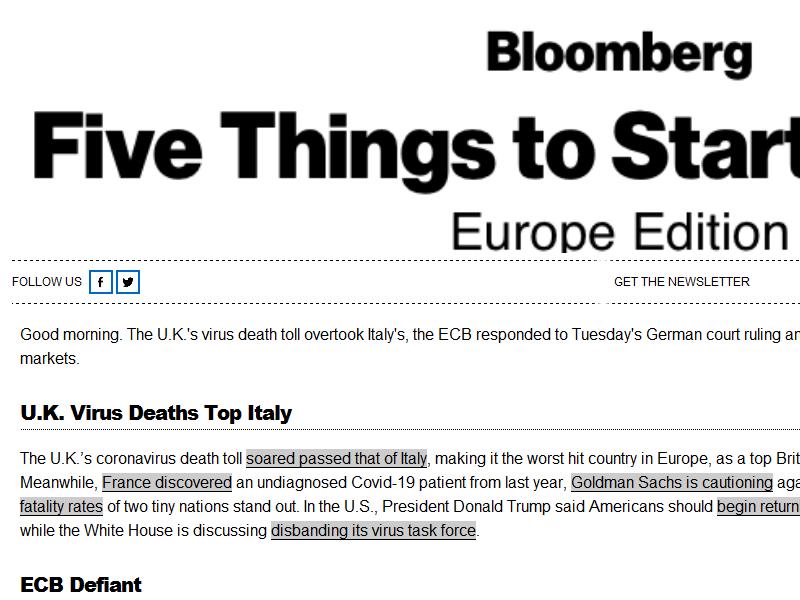 Bloomberg
Five Things to Start
Europe Edition
FOLLOW US
GET THE NEWSLETTER
Good morning. The U.K.'s virus death toll overtook Italy's, the ECB responded to Tuesday's German court ruling
markets.
U.K. Virus Deaths Top Italy
The U.K.’s coronavirus death toll soared passed that of Italy, making it the worst hit country in Europe, as a top
Meanwhile, France discovered an undiagnosed Covid-19 patient from last year, Goldman Sachs is cautioning
fatality rates of two tiny nations stand out. In the U.S., President Donald Trump said Americans should begin return
while the White House is discussing disbanding its virus task force.
ECB Defiant